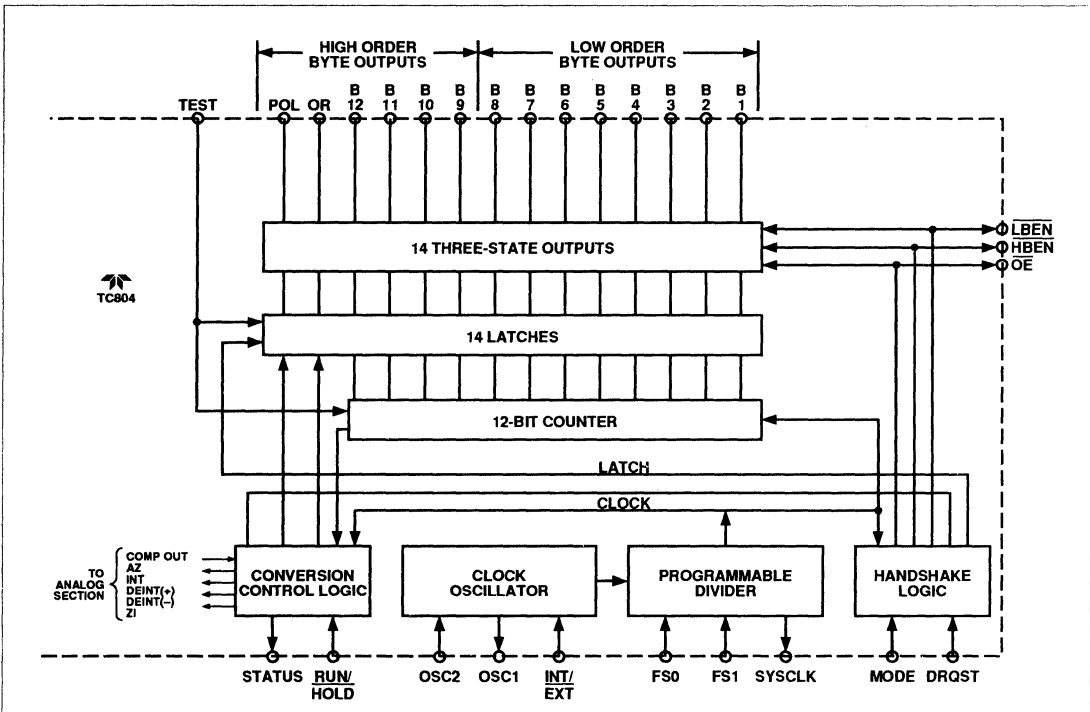 HIGH ORDER
BYTE OUTPUTS
LOW ORDER
BYTE OUTPUTS
TEST
POL
OR
B
12
B
11
B
10
B
9
B
8
B
7
B
6
B
5
B
4
B
3
B
2
B
1
14 THREE-STATE OUTPUTS
LBEN
HBEN
OE
TC804
14 LATCHES
12-BIT COUNTER
LATCH
CLOCK
TO
ANALOG
SECTION
COMP OUT
AZ
INT
DEINT(+)
DEINT(–)
ZI
CONVERSION
CONTROL LOGIC
CLOCK
OSCILLATOR
PROGRAMMABLE
DIVIDER
HANDSHAKE
LOGIC
STATUS
RUN/
HOLD
OSC2
OSC1
INT/
EXT
FS0
FS1
SYSCLK
MODE
DRQST